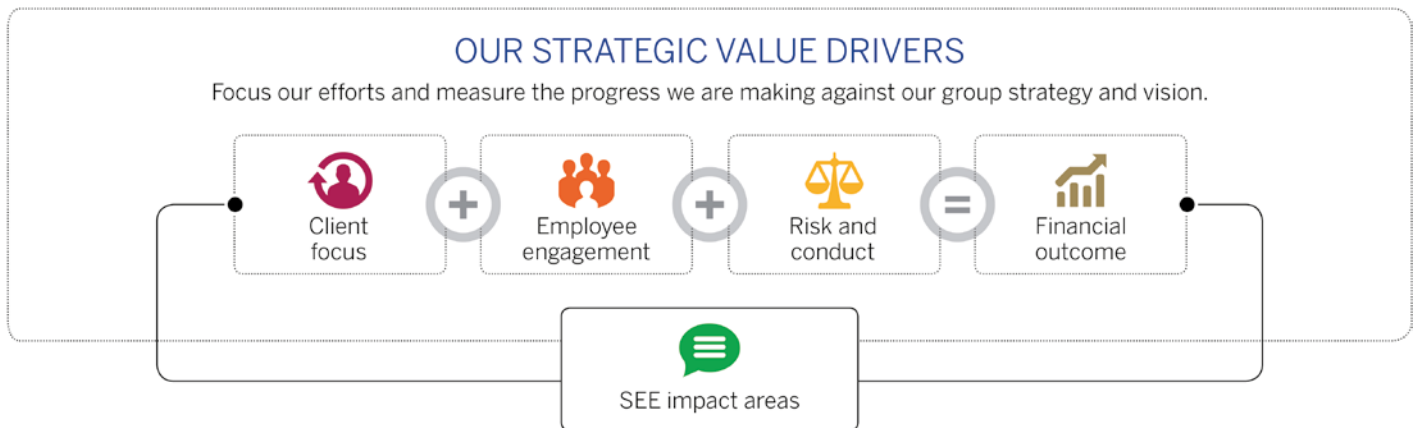 OUR STRATEGIC VALUE DRIVERS
Focus our efforts and measure the progress we are making against our group strategy and vision.
Client
focus
+
Employee
engagement
+
Risk and
conduct
=
Financial
outcome
SEE impact areas